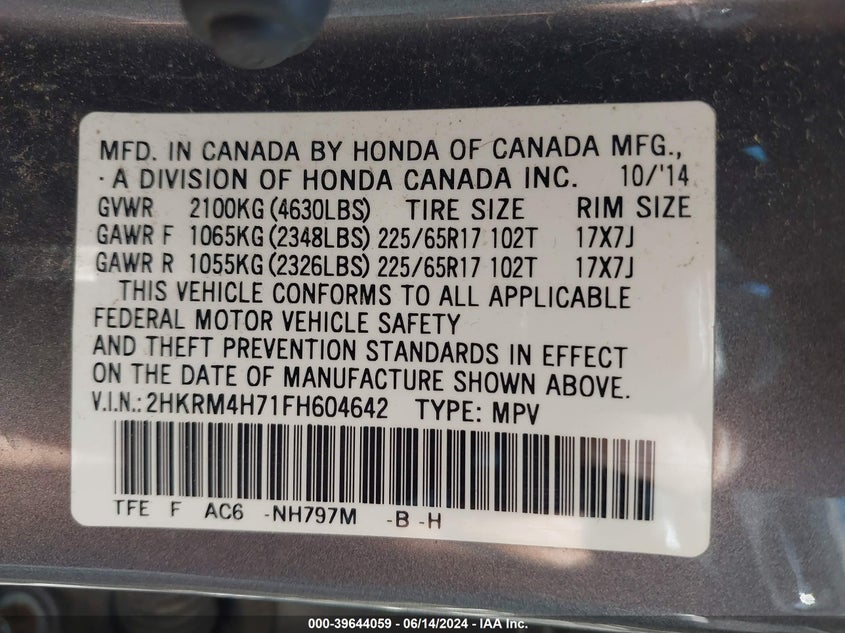 MFD. IN CANADA BY HONDA OF CANADA MFG.,
· A DIVISION OF HONDA CANADA INC. 10/'14
GVWR 2100KG (4630LBS) TIRE SIZE RIM SIZE
GAWR F 1065KG (2348LBS) 225/65R17 102T 17X7J
GAWR R 1055KG (2326LBS) 225/65R17 102T 17X7J
THIS VEHICLE CONFORMS TO ALL APPLICABLE
FEDERAL MOTOR VEHICLE SAFETY
AND THEFT PREVENTION STANDARDS IN EFFECT
ON THE DATE OF MANUFACTURE SHOWN ABOVE.
V.I.N.: 2HKRM4H71FH604642 TYPE: MPV
TFE F AC6 -NH797M -B -H
000-39644059 - 06/14/2024 - IAA Inc.